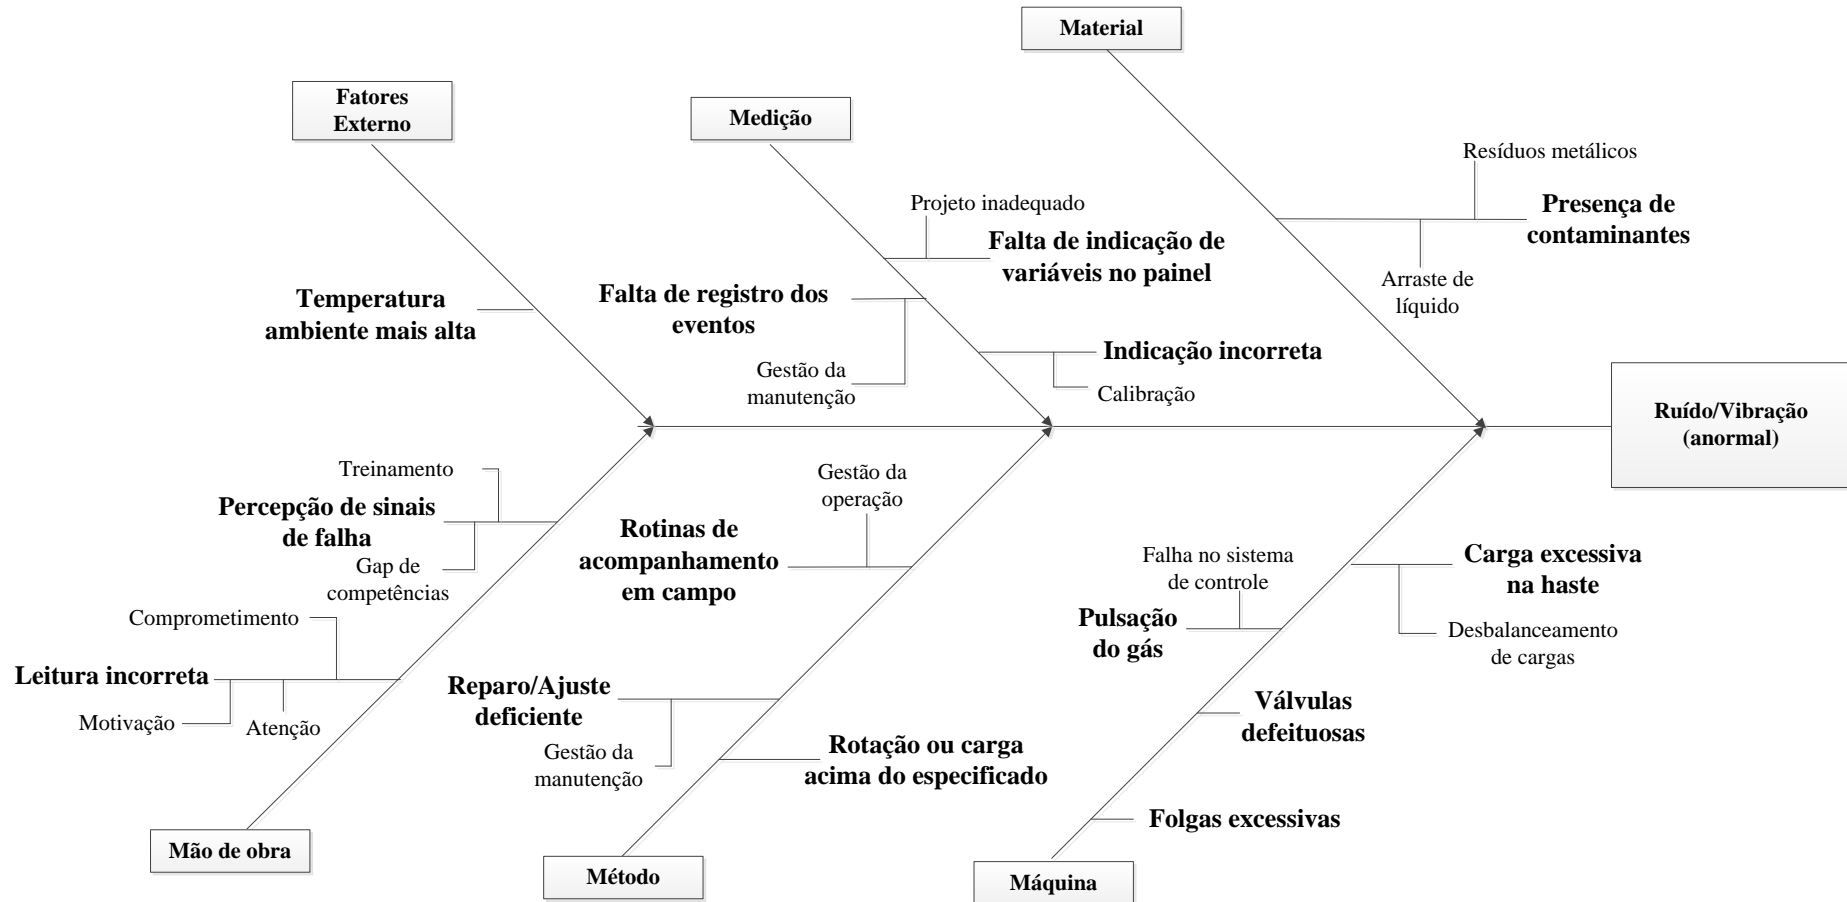 Material
Fatores
Externo
Medição
Resíduos metálicos
Projeto inadequado
Presença de
contaminantes
Falta de indicação de
variáveis no painel
Arraste de
líquido
Temperatura
ambiente mais alta
Falta de registro dos
eventos
Indicação incorreta
Gestão da
manutenção
Calibração
Ruído/Vibração
(anormal)
Treinamento
Percepção de sinais
de falha
Gap de
competências
Gestão da
operação
Rotinas de
acompanhamento
em campo
Falha no sistema
de controle
Carga excessiva
na haste
Pulsação
do gás
Desbalanceamento
de cargas
Comprometimento
Leitura incorreta
Motivação
Atenção
Reparo/Ajuste
deficiente
Gestão da
manutenção
Rotação ou carga
acima do especificado
Válvulas
defeituosas
Folgas excessivas
Mão de obra
Método
Máquina